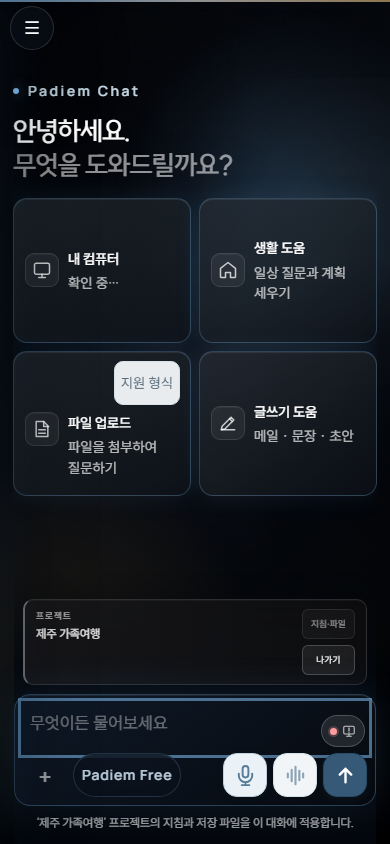 Padiem Chat
안녕하세요.
무엇을 도와드릴까요?
내 컴퓨터
확인 중…
생활 도움
일상 질문과 계획
세우기
지원 형식
파일 업로드
파일을 첨부하여
질문하기
글쓰기 도움
메일 · 문장 · 초안
프로젝트
제주 가족여행
지침·파일
나가기
무엇이든 물어보세요
Padiem Free
‘제주 가족여행’ 프로젝트의 지침과 저장 파일을 이 대화에 적용합니다.